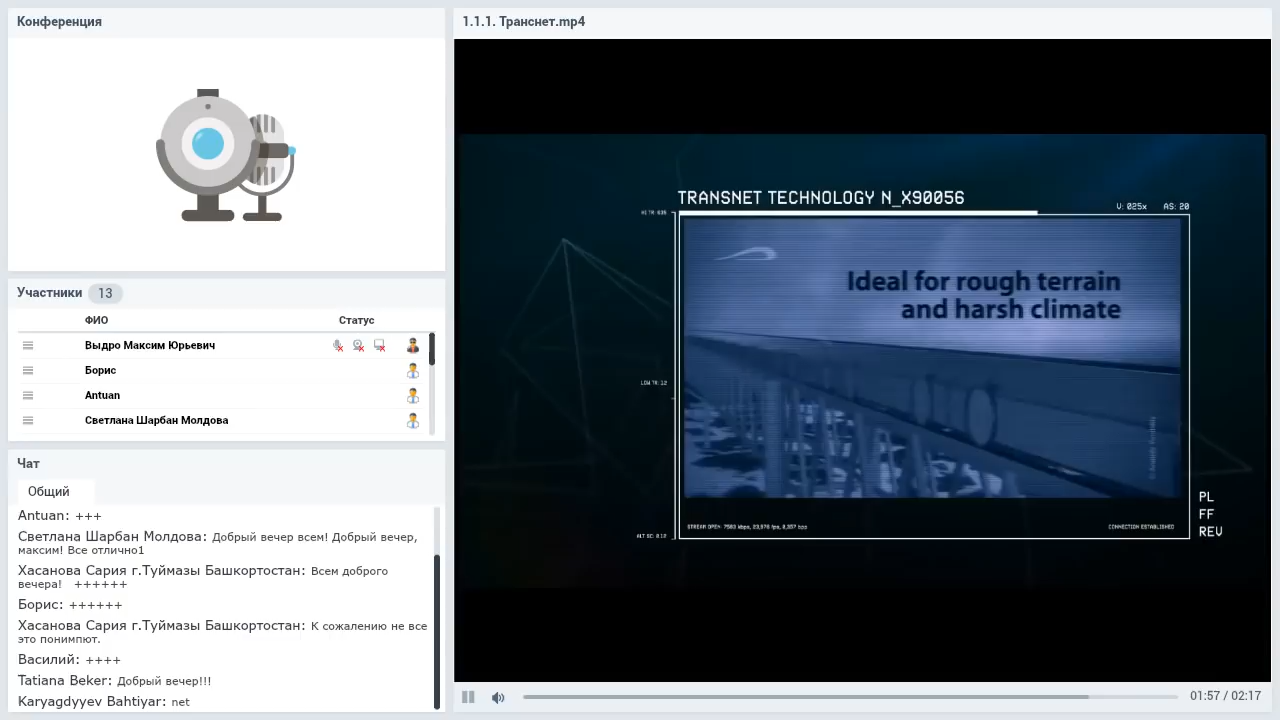 Конференция
Участники 13
ФИО Статус
Выдро Максим Юрьевич
Борис
Antuan
Светлана Шарбан Молдова
Чат
Общий
Antuan: +++
Светлана Шарбан Молдова: Добрый вечер всем! Добрый вечер,
максим! Все отлично1
Хасанова Сария г.Туймазы Башкортостан: Всем доброго
вечера! ++++++
Борис: ++++++
Хасанова Сария г.Туймазы Башкортостан: К сожалению не все
это понимпют.
Василий: ++++
Tatiana Beker: Добрый вечер!!!
Karyagdyyev Bahtiyar: net
1.1.1. Транснет.mp4
TRANSNET TECHNOLOGY N_X90056
V: 025x AS: 20
Ideal for rough terrain
and harsh climate
LOW TR: 12
PL
FF
REV
CONNECTION ESTABLISHED
01:57 / 02:17